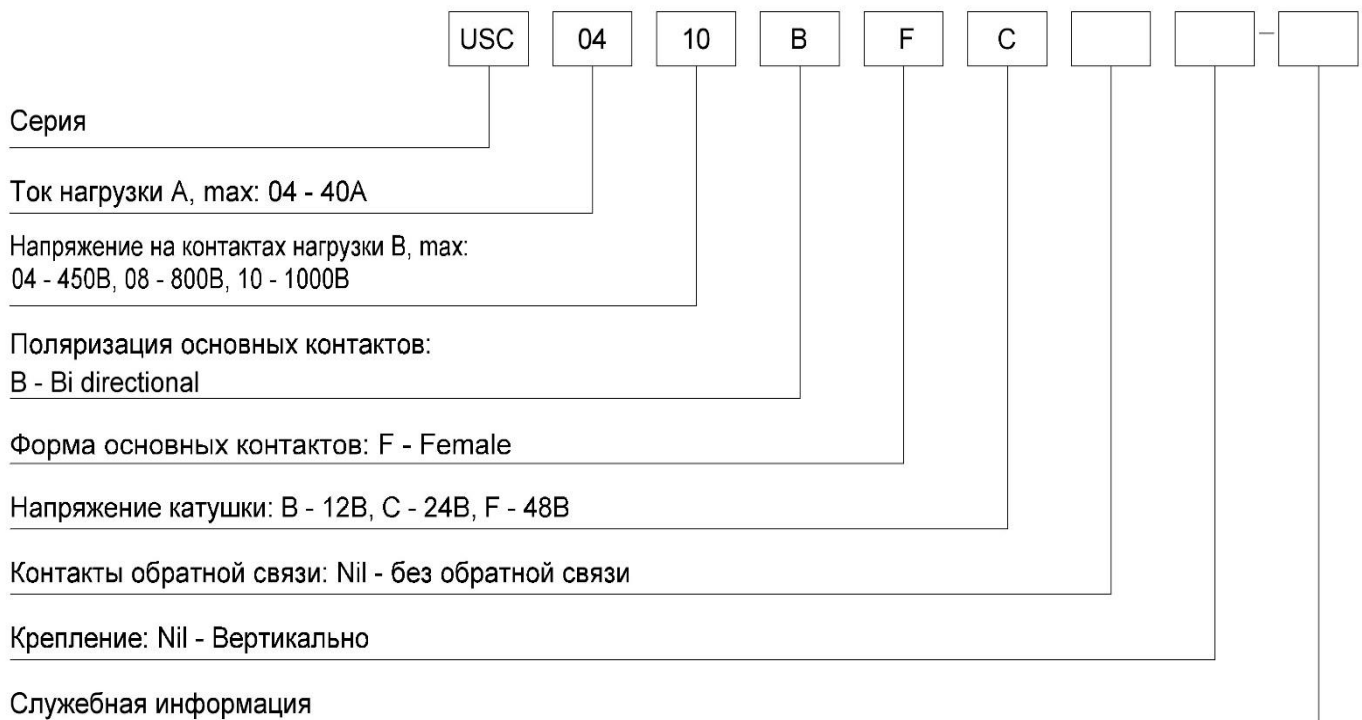 USC 04 10 B F C -
Серия
Ток нагрузки А, max: 04 - 40А
Напряжение на контактах нагрузки В, max:
04 - 450В, 08 - 800В, 10 - 1000В
Поляризация основных контактов:
B - Bi directional
Форма основных контактов: F - Female
Напряжение катушки: B - 12В, C - 24В, F - 48В
Контакты обратной связи: Nil - без обратной связи
Крепление: Nil - Вертикально
Служебная информация